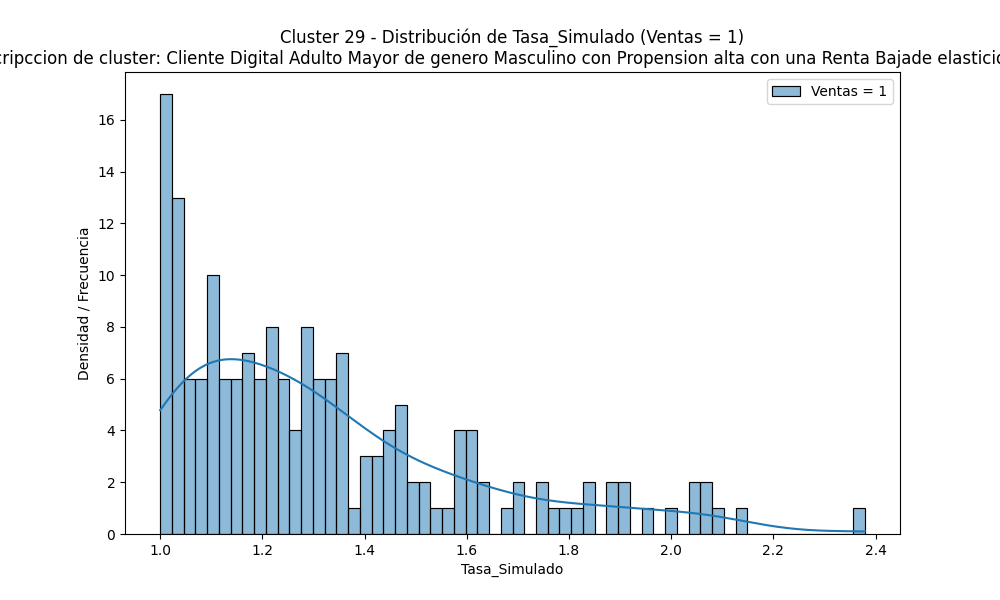 Cluster 29 - Distribución de Tasa_Simulado (Ventas = 1)
cripccion de cluster: Cliente Digital Adulto Mayor de genero Masculino con Propension alta con una Renta Bajade elastici
Ventas = 1
Densidad / Frecuencia
16
14
12
10
8
6
4
2
0
1.0 1.2 1.4 1.6 1.8 2.0 2.2 2.4
Tasa_Simulado